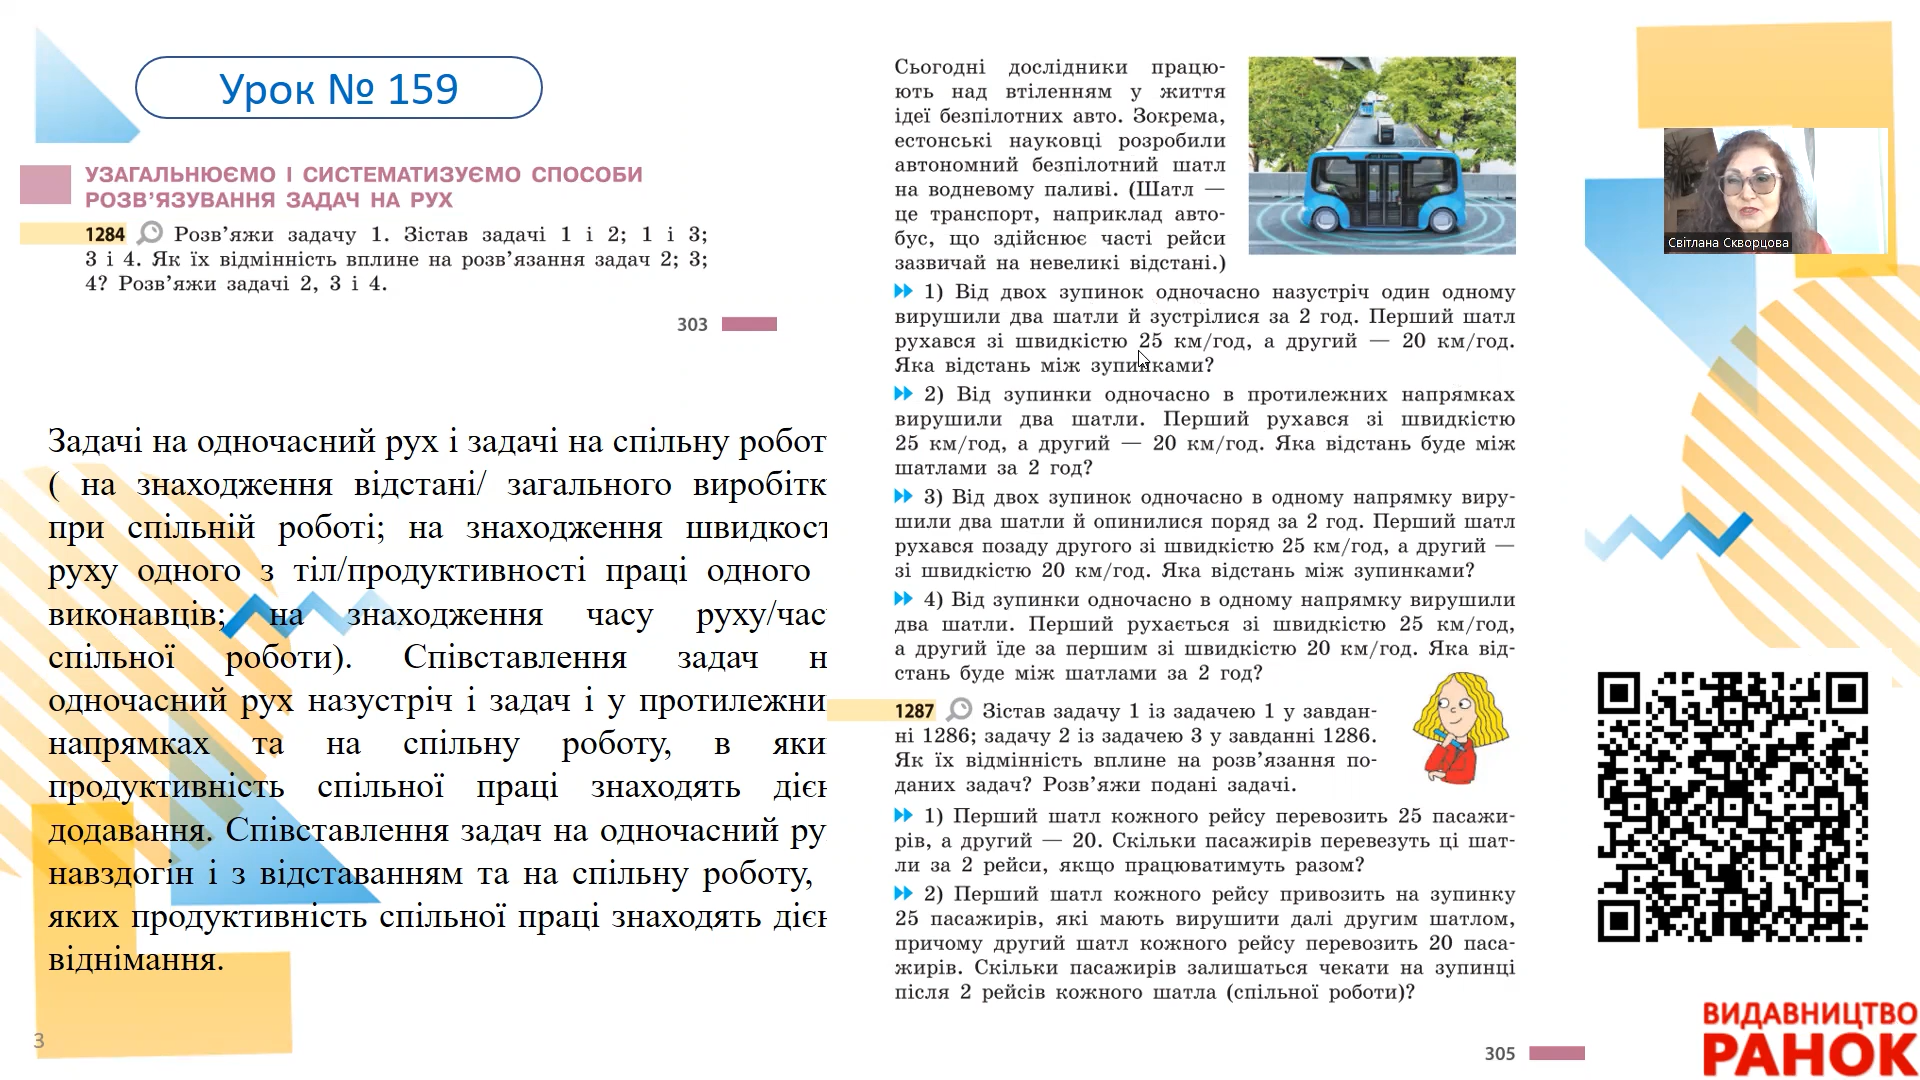 Урок № 159
УЗАГАЛЬНЮЄМО І СИСТЕМАТИЗУЄМО СПОСОБИ
РОЗВ’ЯЗУВАННЯ ЗАДАЧ НА РУХ
1284 Розв’яжи задачу 1. Зістав задачі 1 і 2; 1 і 3;
3 і 4. Як їх відмінність вплине на розв’язання задач 2; 3;
4? Розв’яжи задачі 2, 3 і 4.
303
Задачі на одночасний рух і задачі на спільну робот
( на знаходження відстані/ загального виробітк
при спільній роботі; на знаходження швидкост
руху одного з тіл/продуктивності праці одного
виконавців; на знаходження часу руху/час
спільної роботи). Співставлення задач н
одночасний рух назустріч і задач і у протилежни
напрямках та на спільну роботу, в яки
продуктивність спільної праці знаходять дією
додавання. Співставлення задач на одночасний ру
навздогін і з відставанням та на спільну роботу,
яких продуктивність спільної праці знаходять дією
віднімання.
3
Сьогодні дослідники працю-
ють над втіленням у життя
ідеї безпілотних авто. Зокрема,
естонські науковці розробили
автономний безпілотний шатл
на водневому паливі. (Шатл —
це транспорт, наприклад авто-
бус, що здійснює часті рейси
зазвичай на невеликі відстані.)
1) Від двох зупинок одночасно назустріч один одному
вирушили два шатли й зустрілися за 2 год. Перший шатл
рухався зі швидкістю 25 км/год, а другий — 20 км/год.
Яка відстань між зупинками?
2) Від зупинки одночасно в протилежних напрямках
вирушили два шатли. Перший рухався зі швидкістю
25 км/год, а другий — 20 км/год. Яка відстань буде між
шатлами за 2 год?
3) Від двох зупинок одночасно в одному напрямку виру-
шили два шатли й опинилися поряд за 2 год. Перший шатл
рухався позаду другого зі швидкістю 25 км/год, а другий —
зі швидкістю 20 км/год. Яка відстань між зупинками?
4) Від зупинки одночасно в одному напрямку вирушили
два шатли. Перший рухається зі швидкістю 25 км/год,
а другий їде за першим зі швидкістю 20 км/год. Яка від-
стань буде між шатлами за 2 год?
1287 Зістав задачу 1 із задачею 1 у завдан-
ні 1286; задачу 2 із задачею 3 у завданні 1286.
Як їх відмінність вплине на розв’язання по-
даних задач? Розв’яжи подані задачі.
1) Перший шатл кожного рейсу перевозить 25 пасажи-
рів, а другий — 20. Скільки пасажирів перевезуть ці шат-
ли за 2 рейси, якщо працюватимуть разом?
2) Перший шатл кожного рейсу привозить на зупинку
25 пасажирів, які мають вирушити далі другим шатлом,
причому другий шатл кожного рейсу перевозить 20 паса-
жирів. Скільки пасажирів залишаться чекати на зупинці
після 2 рейсів кожного шатла (спільної роботи)?
305
Світлана Скворцова
ВИДАВНИЦТВО
РАНОК